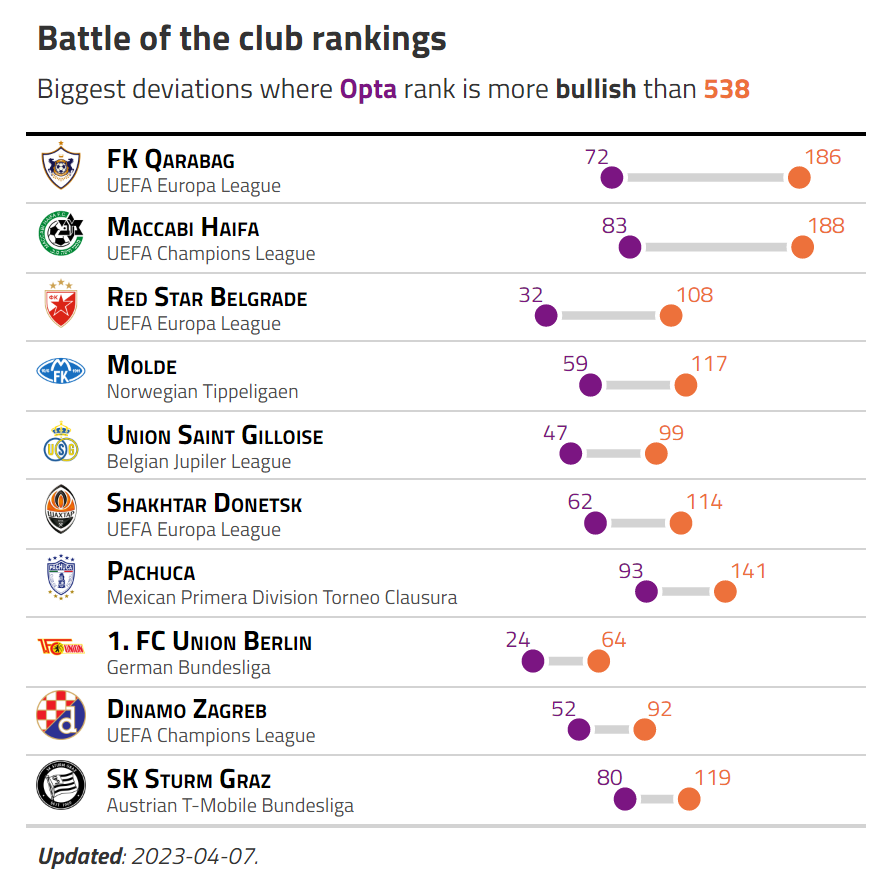 Battle of the club rankings
Biggest deviations where Opta rank is more bullish than 538
FK Qarabag
UEFA Europa League
72
186
Maccabi Haifa
UEFA Champions League
83
188
Red Star Belgrade
UEFA Europa League
32
108
Molde
Norwegian Tippeligaen
59
117
Union Saint Gilloise
Belgian Jupiler League
47
99
Shakhtar Donetsk
UEFA Europa League
62
114
Pachuca
Mexican Primera Division Torneo Clausura
93
141
1. FC Union Berlin
German Bundesliga
24
64
Dinamo Zagreb
UEFA Champions League
52
92
SK Sturm Graz
Austrian T-Mobile Bundesliga
80
119
Updated: 2023-04-07.